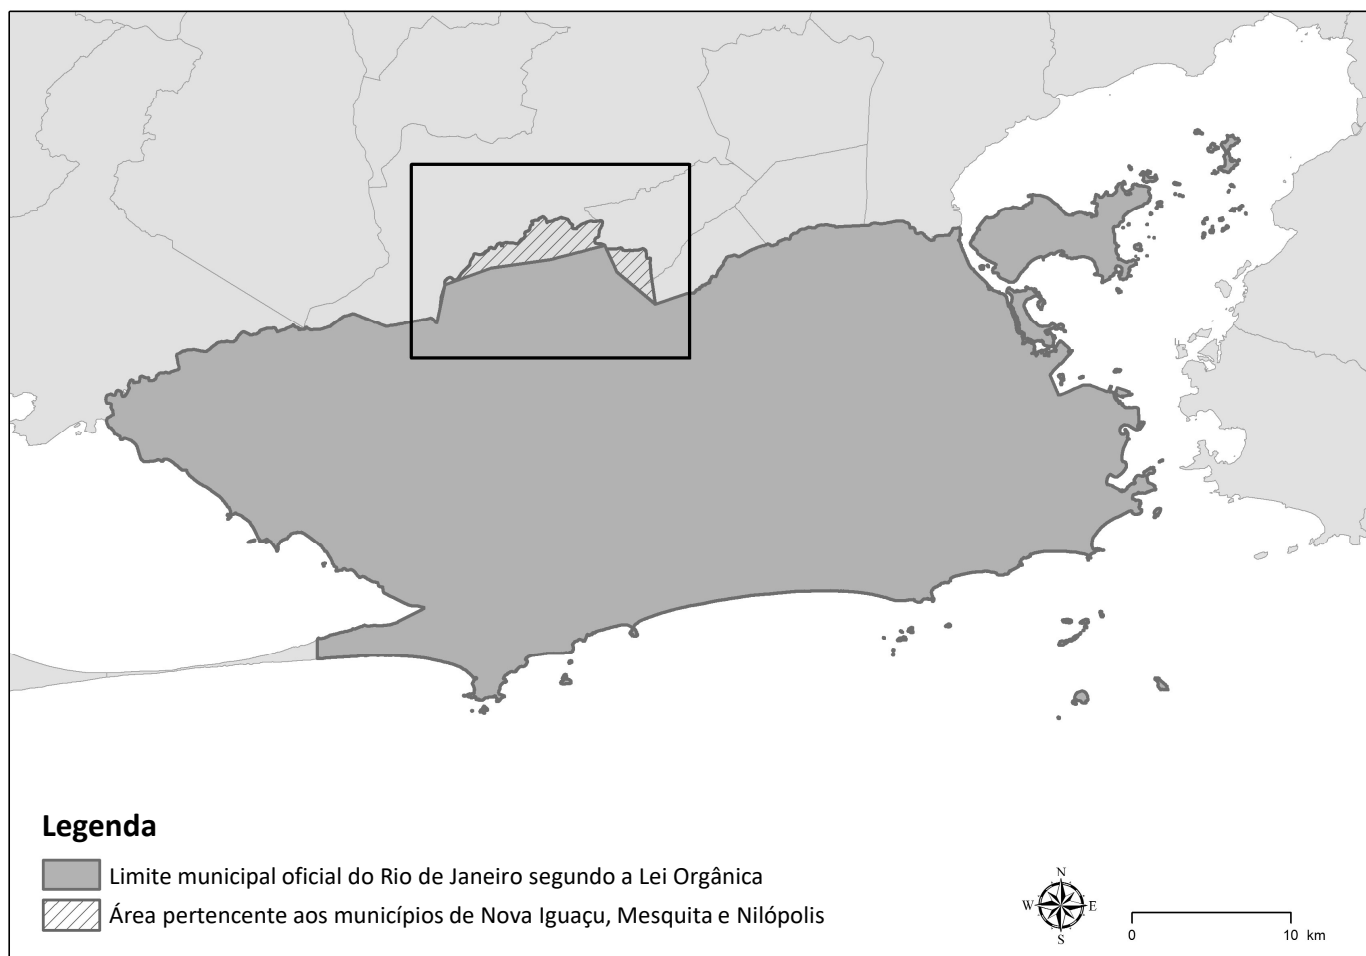 Legenda
Limite municipal oficial do Rio de Janeiro segundo a Lei Orgânica
Área pertencente aos municípios de Nova Iguaçu, Mesquita e Nilópolis
N
W E
S
0 10 km